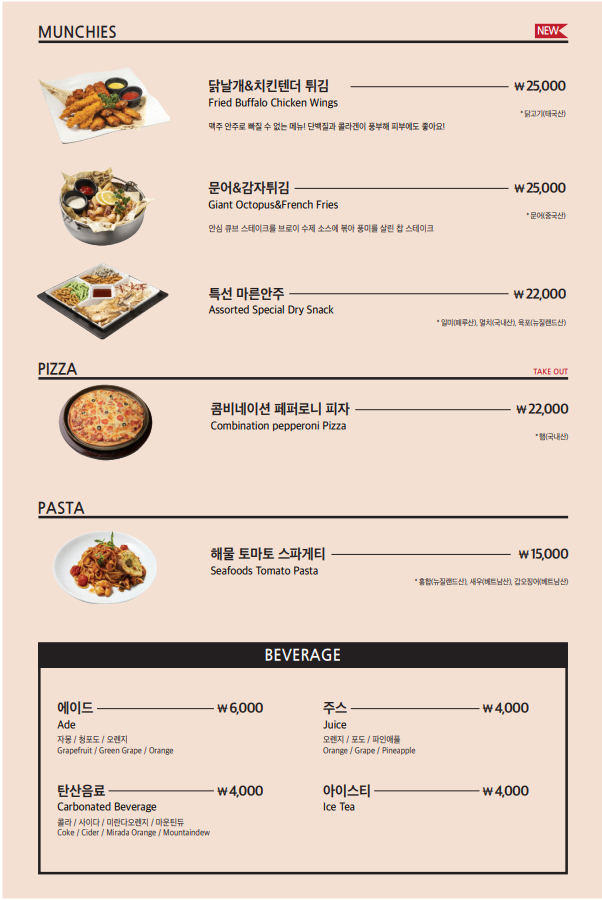 MUNCHIES
NEW
닭날개&치킨텐더 튀김 ₩25,000
Fried Buffalo Chicken Wings
* 닭고기(태국산)
맥주 안주로 빠질 수 없는 메뉴! 단백질과 콜라겐이 풍부해 피부에도 좋아요!
문어&감자튀김 ₩25,000
Giant Octopus&French Fries
* 문어(중국산)
안심 큐브 스테이크를 브로이 수제 소스에 볶아 풍미를 살린 찹 스테이크
특선 마른안주 ₩22,000
Assorted Special Dry Snack
* 일미(페루산), 멸치(국내산), 육포(뉴질랜드산)
PIZZA
TAKE OUT
콤비네이션 페퍼로니 피자 ₩22,000
Combination pepperoni Pizza
* 햄(국내산)
PASTA
해물 토마토 스파게티 ₩15,000
Seafoods Tomato Pasta
* 홍합(뉴질랜드산), 새우(베트남산), 갑오징어(베트남산)
BEVERAGE
에이드 ₩6,000
Ade
자몽 / 청포도 / 오렌지
Grapefruit / Green Grape / Orange
주스 ₩4,000
Juice
오렌지 / 포도 / 파인애플
Orange / Grape / Pineapple
탄산음료 ₩4,000
Carbonated Beverage
콜라 / 사이다 / 미란다오렌지 / 마운틴듀
Coke / Cider / Mirada Orange / Mountaindew
아이스티 ₩4,000
Ice Tea